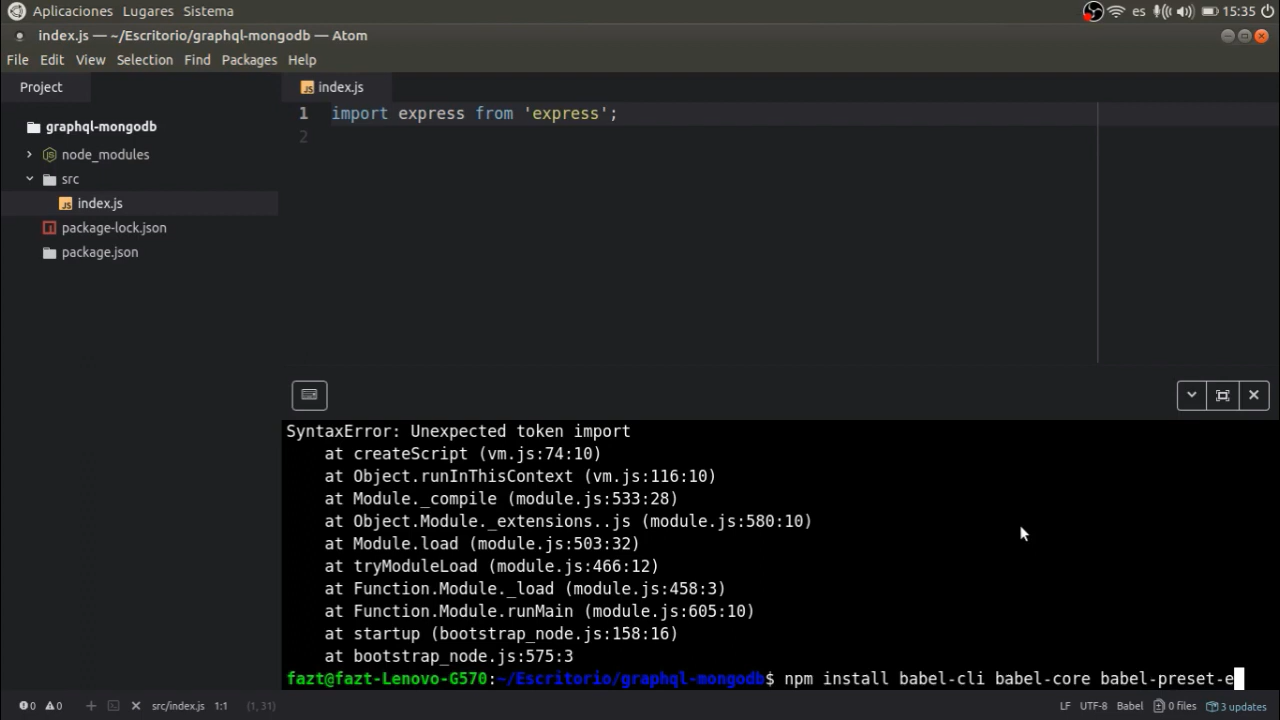 Aplicaciones Lugares Sistema es 15:35
index.js — ~/Escritorio/graphql-mongodb — Atom
File Edit View Selection Find Packages Help
Project
index.js
graphql-mongodb
node_modules
src
index.js
package-lock.json
package.json
1 import express from 'express';
2
SyntaxError: Unexpected token import
    at createScript (vm.js:74:10)
    at Object.runInThisContext (vm.js:116:10)
    at Module._compile (module.js:533:28)
    at Object.Module._extensions..js (module.js:580:10)
    at Module.load (module.js:503:32)
    at tryModuleLoad (module.js:466:12)
    at Function.Module._load (module.js:458:3)
    at Function.Module.runMain (module.js:605:10)
    at startup (bootstrap_node.js:158:16)
    at bootstrap_node.js:575:3
fazt@fazt-Lenovo-G570:~/Escritorio/graphql-mongodb$ npm install babel-cli babel-core babel-preset-e
0 0 src/index.js 1:1 (1, 31) LF UTF-8 Babel 0 files 3 updates